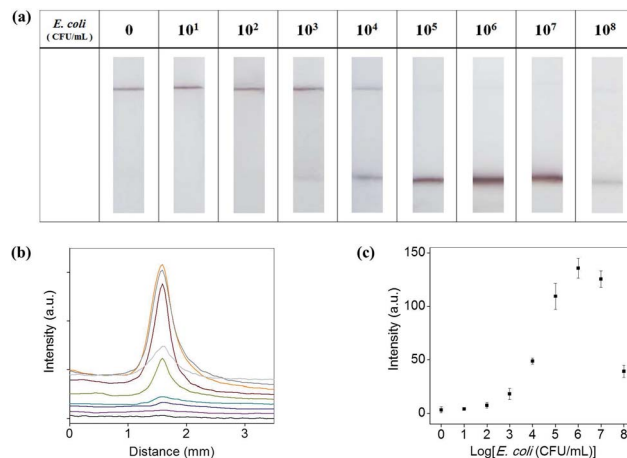 (a)
E. coli
( CFU/mL )
0 10¹ 10² 10³ 10⁴ 10⁵ 10⁶ 10⁷ 10⁸
(b)
Intensity (a.u.)
0 1 2 3
Distance (mm)
(c)
Intensity (a.u.)
150
100
50
0
0 1 2 3 4 5 6 7 8
Log[E. coli (CFU/mL)]